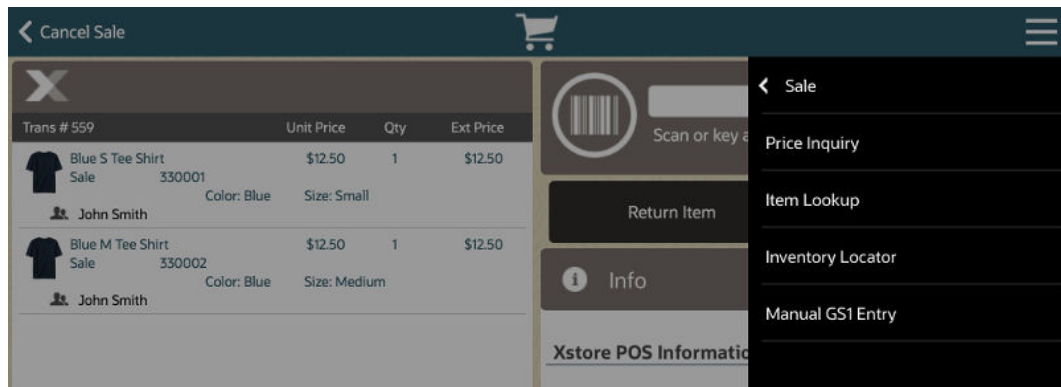 Cancel Sale
Trans # 559 Unit Price Qty Ext Price
Blue S Tee Shirt $12.50 1 $12.50
Sale 330001
Color: Blue Size: Small
John Smith
Blue M Tee Shirt $12.50 1 $12.50
Sale 330002
Color: Blue Size: Medium
John Smith
Scan or key a
Return Item
Info
Xstore POS Informatio
Sale
Price Inquiry
Item Lookup
Inventory Locator
Manual GS1 Entry